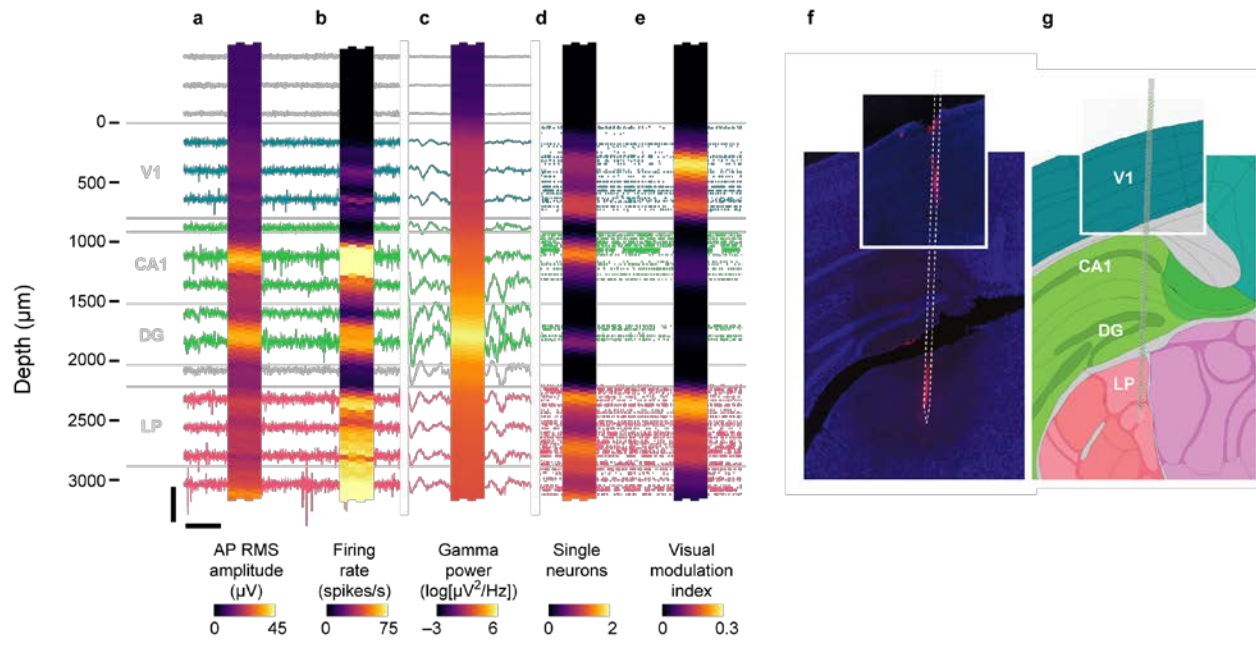 a b c d e f g
Depth (µm)
0
500
1000
1500
2000
2500
3000
V1
CA1
DG
LP
V1
CA1
DG
LP
AP RMS
amplitude
(µV)
0 45
Firing
rate
(spikes/s)
0 75
Gamma
power
(log[µV²/Hz])
−3 6
Single
neurons
0 2
Visual
modulation
index
0 0.3